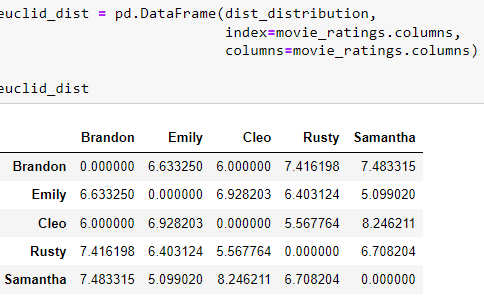 euclid_dist = pd.DataFrame(dist_distribution,
index=movie_ratings.columns,
columns=movie_ratings.columns)
euclid_dist
Brandon Emily Cleo Rusty Samantha
Brandon 0.000000 6.633250 6.000000 7.416198 7.483315
Emily 6.633250 0.000000 6.928203 6.403124 5.099020
Cleo 6.000000 6.928203 0.000000 5.567764 8.246211
Rusty 7.416198 6.403124 5.567764 0.000000 6.708204
Samantha 7.483315 5.099020 8.246211 6.708204 0.000000